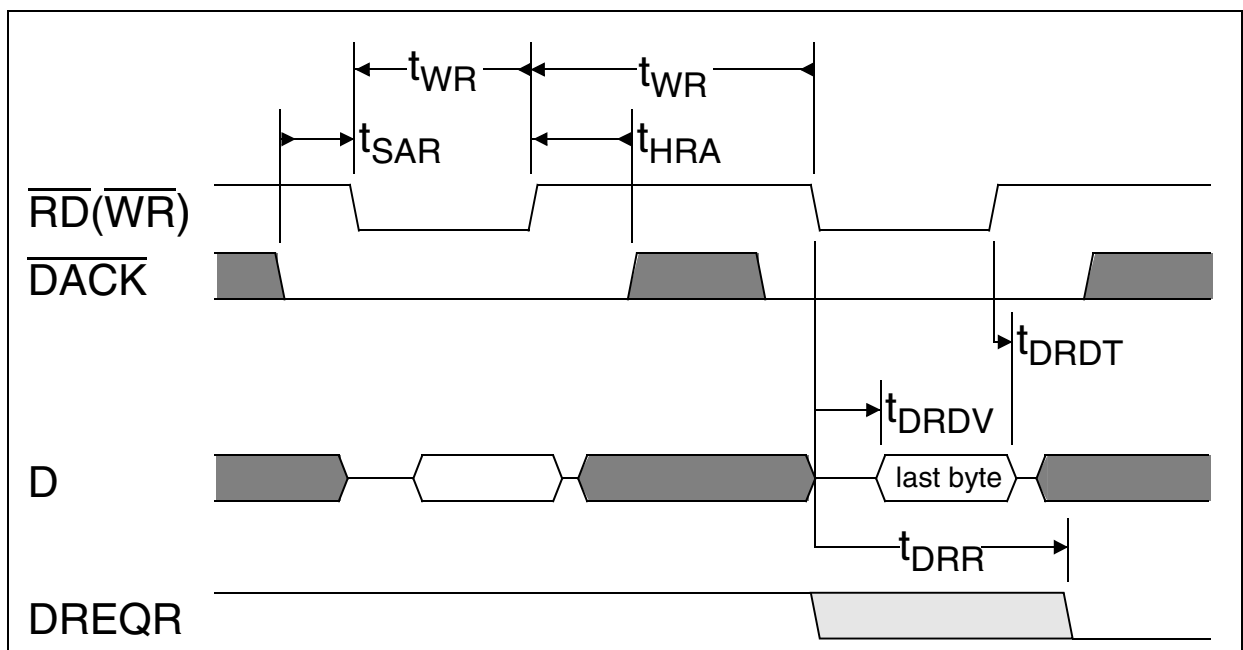 tWR tWR
tSAR tHRA
RD(WR)
DACK
tDRDT
tDRDV
D last byte
tDRR
DREQR